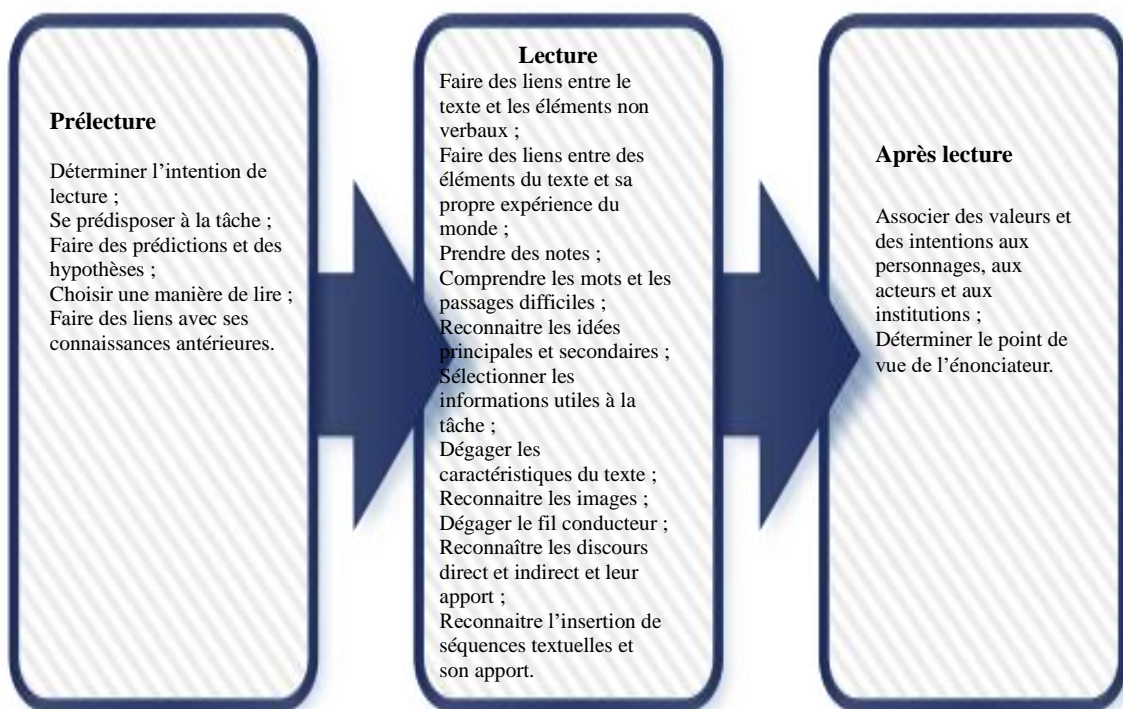 Prélecture
Déterminer l’intention de
lecture ;
Se prédisposer à la tâche ;
Faire des prédictions et des
hypothèses ;
Choisir une manière de lire ;
Faire des liens avec ses
connaissances antérieures.
Lecture
Faire des liens entre le
texte et les éléments non
verbaux ;
Faire des liens entre des
éléments du texte et sa
propre expérience du
monde ;
Prendre des notes ;
Comprendre les mots et les
passages difficiles ;
Reconnaitre les idées
principales et secondaires ;
Sélectionner les
informations utiles à la
tâche ;
Dégager les
caractéristiques du texte ;
Reconnaitre les images ;
Dégager le fil conducteur ;
Reconnaître les discours
direct et indirect et leur
apport ;
Reconnaitre l’insertion de
séquences textuelles et
son apport.
Après lecture
Associer des valeurs et
des intentions aux
personnages, aux
acteurs et aux
institutions ;
Déterminer le point de
vue de l’énonciateur.